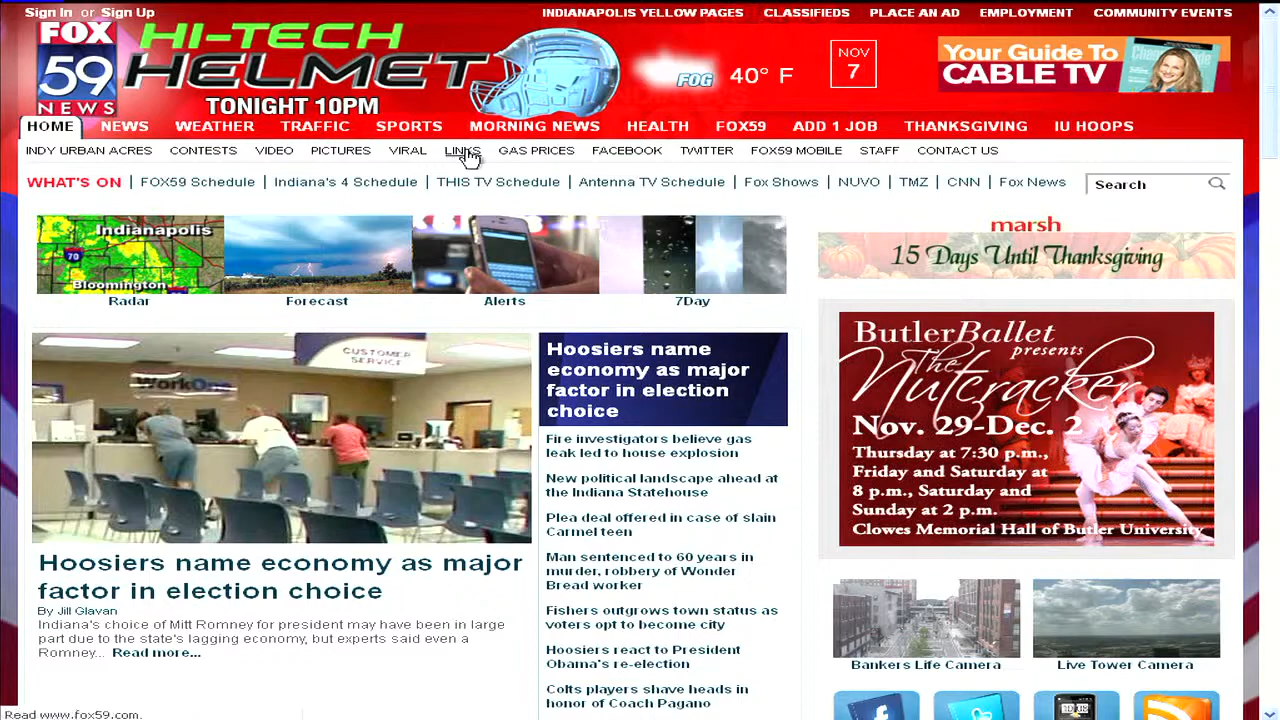 Sign In or Sign Up
INDIANAPOLIS YELLOW PAGES CLASSIFIEDS PLACE AN AD EMPLOYMENT COMMUNITY EVENTS
FOX
59
NEWS
HI-TECH
HELMET
TONIGHT 10PM
FOG
40° F
NOV
7
Your Guide To
CABLE TV
HOME NEWS WEATHER TRAFFIC SPORTS MORNING NEWS HEALTH FOX59 ADD 1 JOB THANKSGIVING IU HOOPS
INDY URBAN ACRES CONTESTS VIDEO PICTURES VIRAL LINKS GAS PRICES FACEBOOK TWITTER FOX59 MOBILE STAFF CONTACT US
WHAT'S ON | FOX59 Schedule | Indiana's 4 Schedule | THIS TV Schedule | Antenna TV Schedule | Fox Shows | NUVO | TMZ | CNN | Fox News
Search
Indianapolis
70
Bloomington
Radar
Forecast
Alerts
7Day
marsh
15 Days Until Thanksgiving
CUSTOMER
SERVICE
WorkOne
Hoosiers name economy as major
factor in election choice
By Jill Glavan
Indiana's choice of Mitt Romney for president may have been in large
part due to the state's lagging economy, but experts said even a
Romney... Read more...
Hoosiers name
economy as major
factor in election
choice
Fire investigators believe gas
leak led to house explosion
New political landscape ahead at
the Indiana Statehouse
Plea deal offered in case of slain
Carmel teen
Man sentenced to 60 years in
murder, robbery of Wonder
Bread worker
Fishers outgrows town status as
voters opt to become city
Hoosiers react to President
Obama's re-election
Colts players shave heads in
honor of Coach Pagano
ButlerBallet
presents
The
Nutcracker
Nov. 29-Dec. 2
Thursday at 7:30 p.m.,
Friday and Saturday at
8 p.m., Saturday and
Sunday at 2 p.m.
Clowes Memorial Hall of Butler University
Bankers Life Camera
Live Tower Camera
Read www.fox59.com.